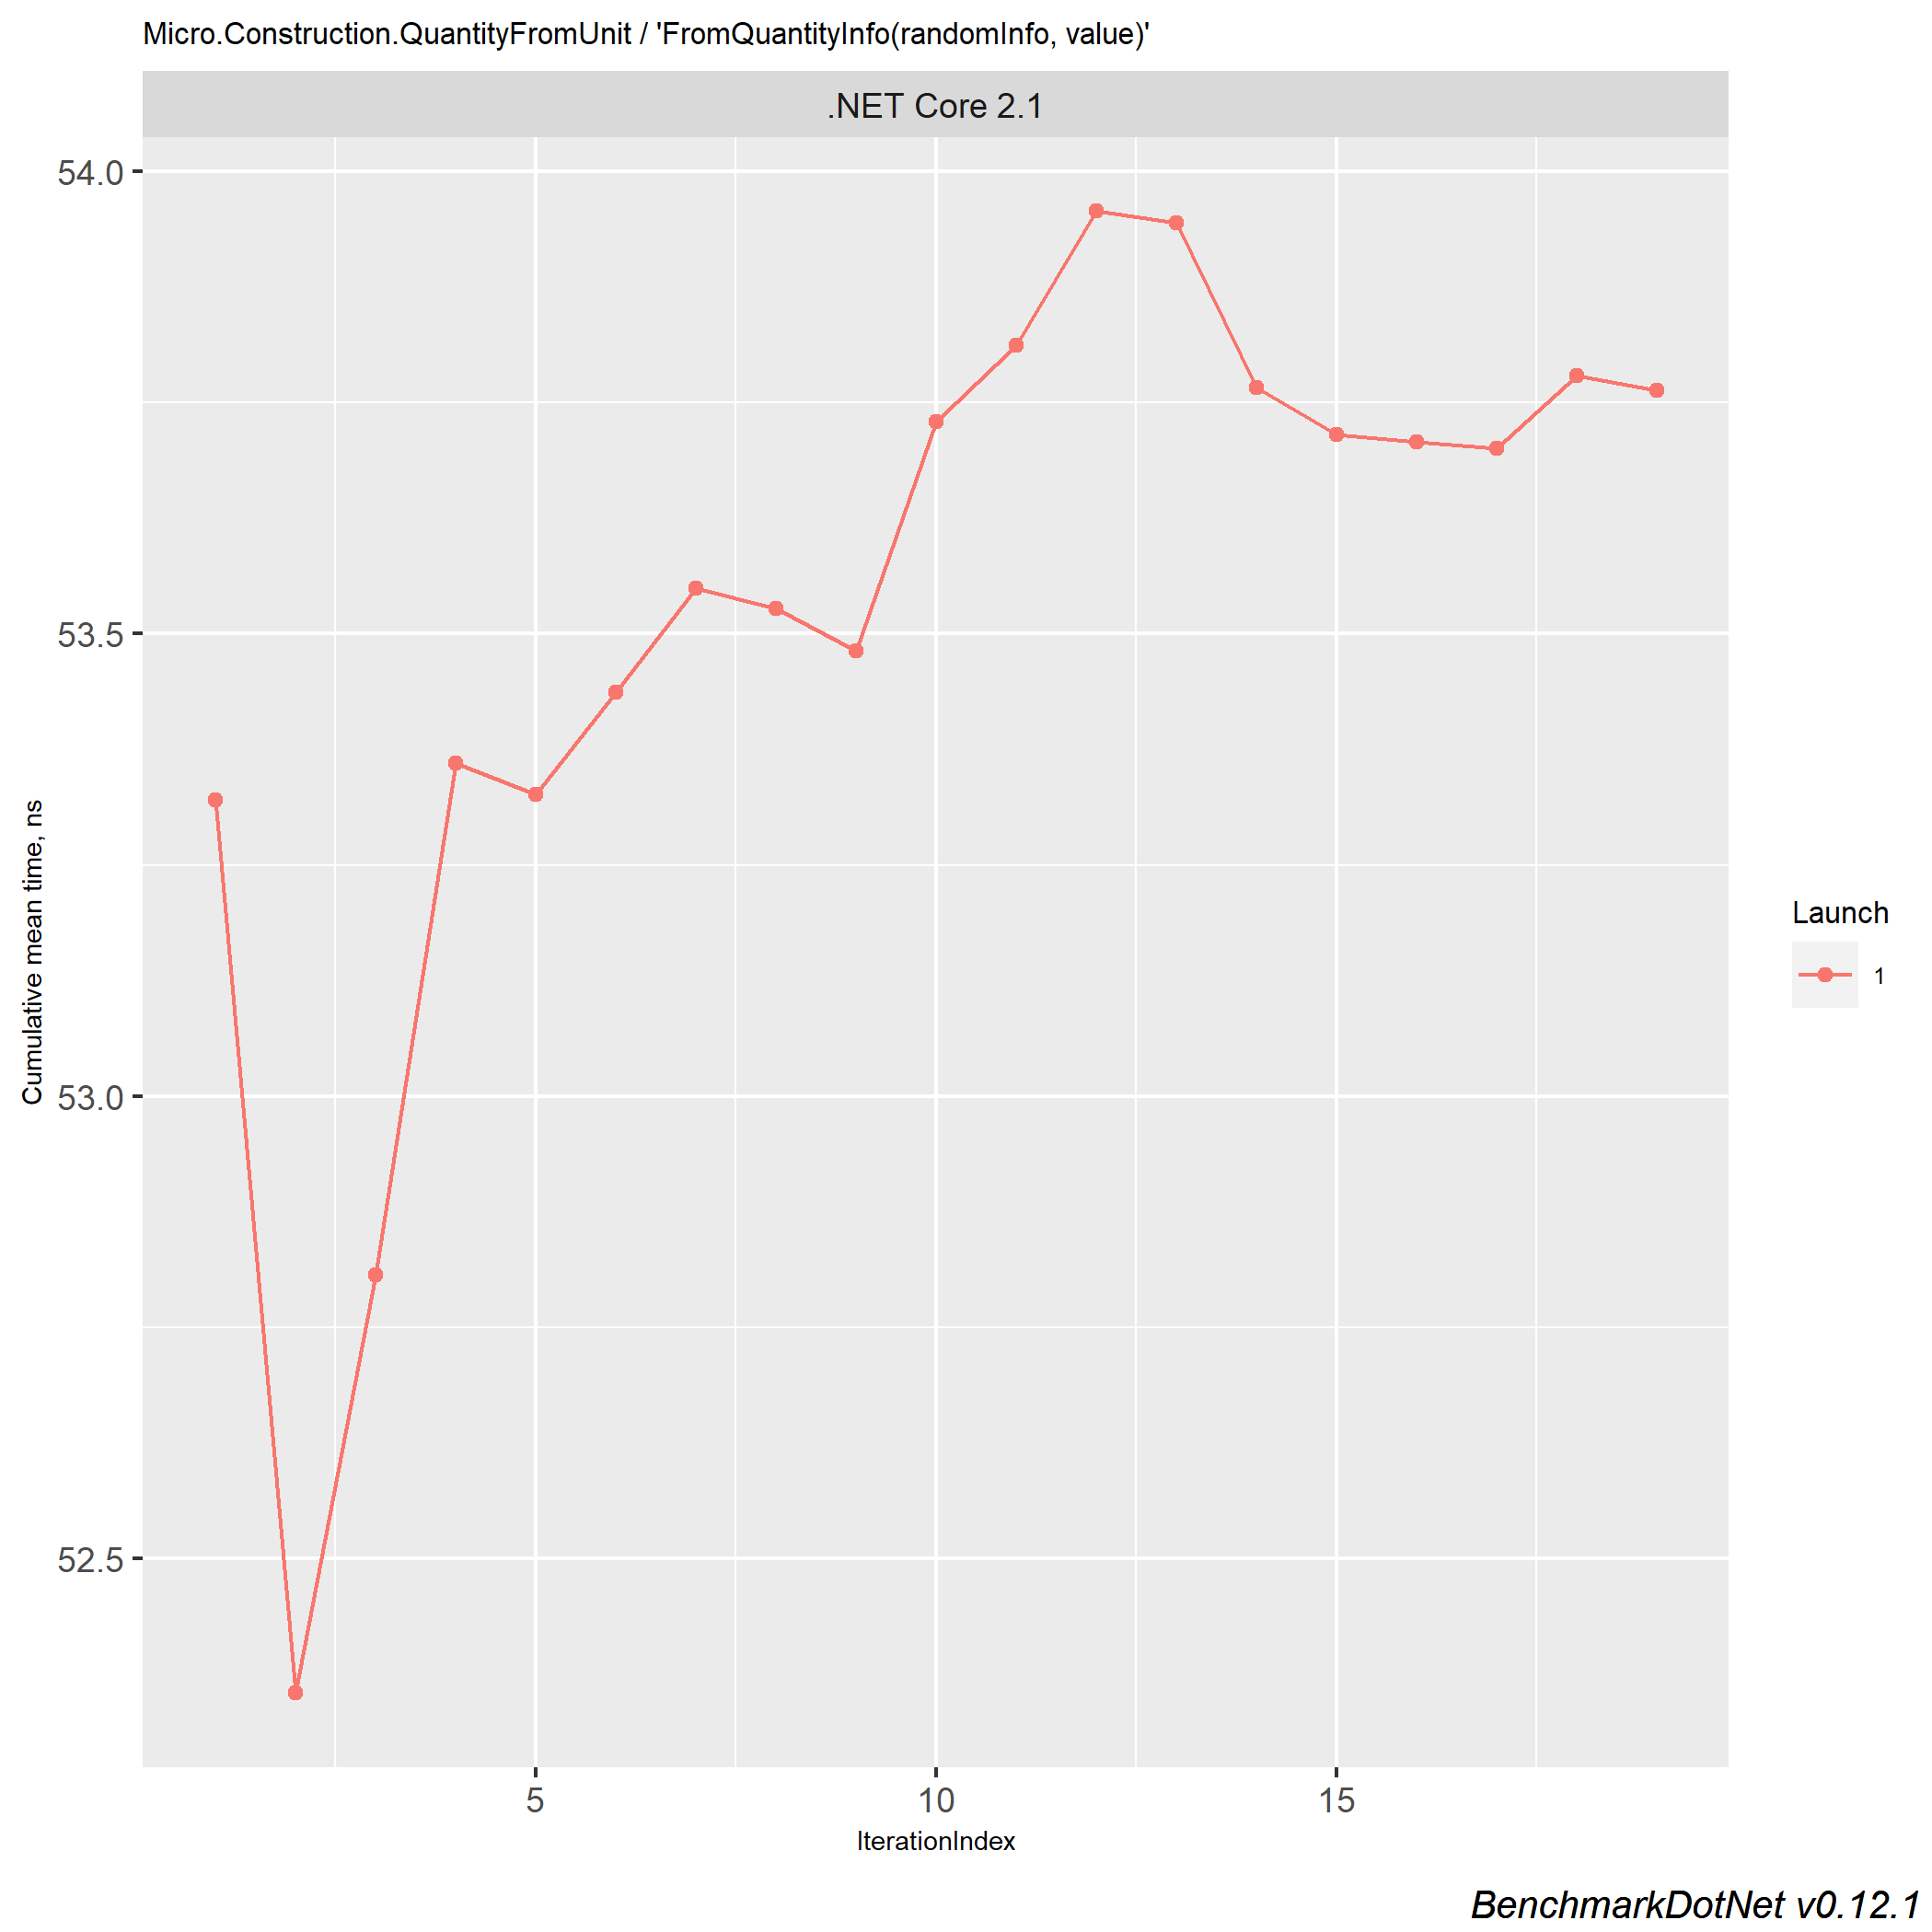 Micro.Construction.QuantityFromUnit / 'FromQuantityInfo(randomInfo, value)'
.NET Core 2.1
54.0
53.5
53.0
52.5
Cumulative mean time, ns
5 10 15
IterationIndex
Launch
1
BenchmarkDotNet v0.12.1